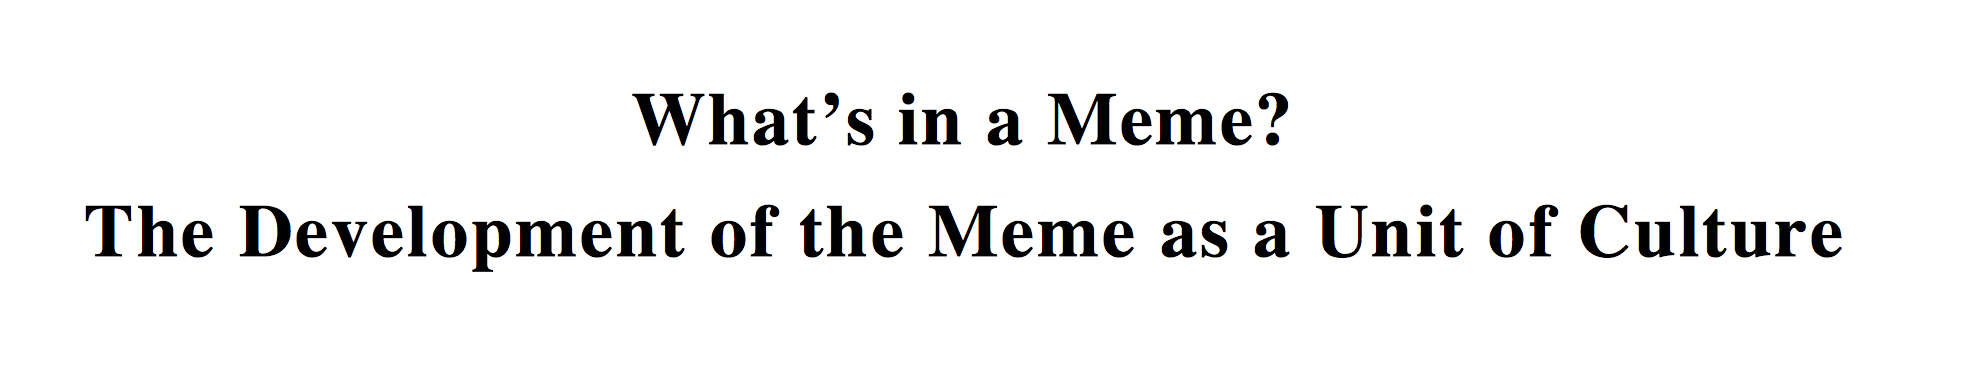 What’s in a Meme?
The Development of the Meme as a Unit of Culture